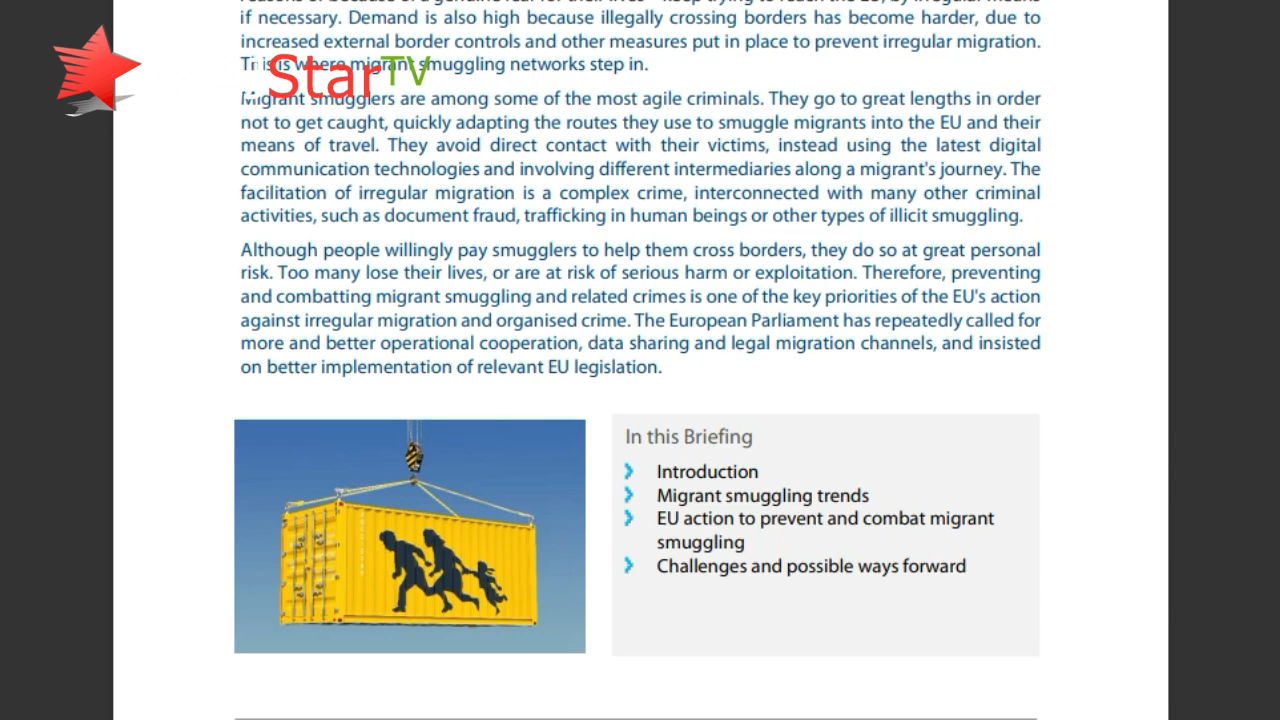 if necessary. Demand is also high because illegally crossing borders has become harder, due to
increased external border controls and other measures put in place to prevent irregular migration.
This is where migrant smuggling networks step in.
StarTV
Migrant smugglers are among some of the most agile criminals. They go to great lengths in order
not to get caught, quickly adapting the routes they use to smuggle migrants into the EU and their
means of travel. They avoid direct contact with their victims, instead using the latest digital
communication technologies and involving different intermediaries along a migrant's journey. The
facilitation of irregular migration is a complex crime, interconnected with many other criminal
activities, such as document fraud, trafficking in human beings or other types of illicit smuggling.
Although people willingly pay smugglers to help them cross borders, they do so at great personal
risk. Too many lose their lives, or are at risk of serious harm or exploitation. Therefore, preventing
and combatting migrant smuggling and related crimes is one of the key priorities of the EU's action
against irregular migration and organised crime. The European Parliament has repeatedly called for
more and better operational cooperation, data sharing and legal migration channels, and insisted
on better implementation of relevant EU legislation.
In this Briefing
Introduction
Migrant smuggling trends
EU action to prevent and combat migrant
smuggling
Challenges and possible ways forward